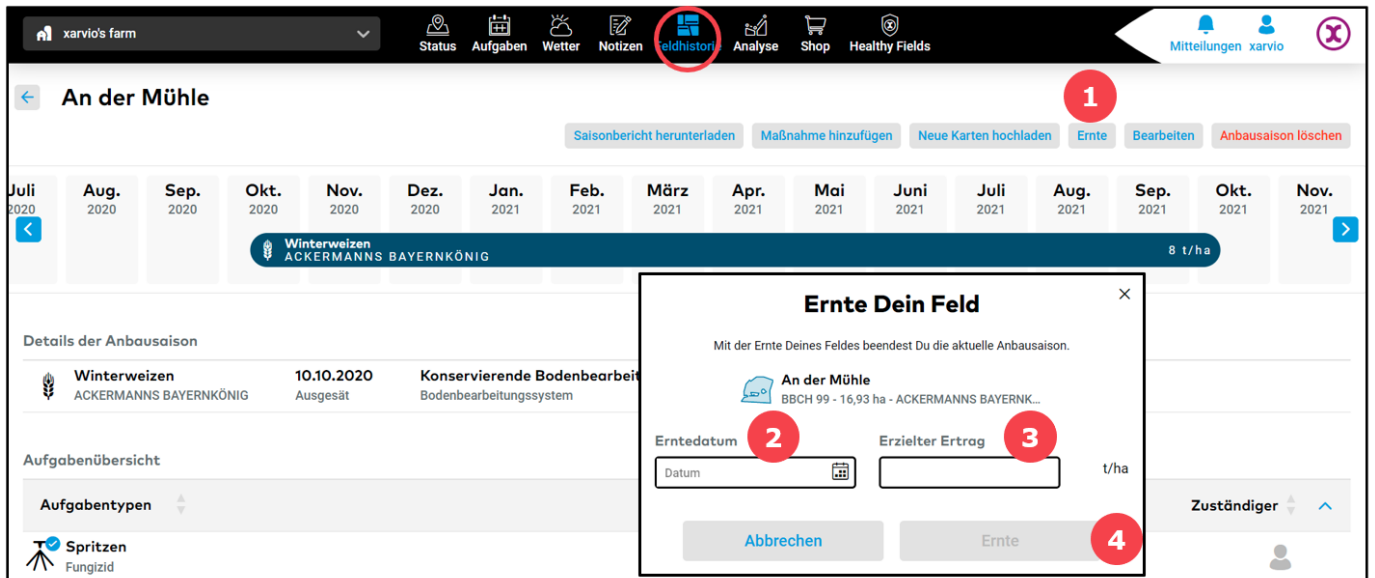 xarvio's farm
Status Aufgaben Wetter Notizen Feldhistorie Analyse Shop Healthy Fields
Mitteilungen xarvio
An der Mühle
1
Saisonbericht herunterladen Maßnahme hinzufügen Neue Karten hochladen Ernte Bearbeiten Anbausaison löschen
Juli Aug. Sep. Okt. Nov. Dez. Jan. Feb. März Apr. Mai Juni Juli Aug. Sep. Okt. Nov.
2020 2020 2020 2020 2020 2020 2021 2021 2021 2021 2021 2021 2021 2021 2021 2021 2021
Winterweizen
ACKERMANNS BAYERNKÖNIG 8 t/ha
Ernte Dein Feld
Mit der Ernte Deines Feldes beendest Du die aktuelle Anbausaison.
An der Mühle
BBCH 99 - 16,93 ha - ACKERMANNS BAYERNK...
Erntedatum 2 Erzielter Ertrag 3
Datum t/ha
Abbrechen Ernte 4
Details der Anbausaison
Winterweizen 10.10.2020 Konservierende Bodenbearbeit
ACKERMANNS BAYERNKÖNIG Ausgesät Bodenbearbeitungssystem
Aufgabenübersicht
Aufgabentypen Zuständiger
Spritzen
Fungizid